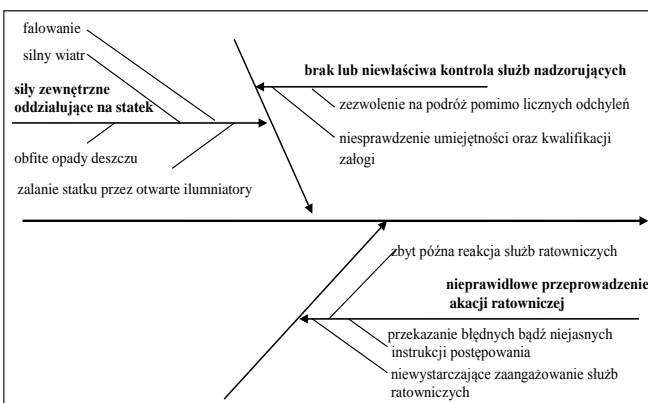 falowanie
silny wiatr
siły zewnętrzne
oddziałujące na statek
obfite opady deszczu
zalanie statku przez otwarte ilumniatory
brak lub niewłaściwa kontrola służb nadzorujących
zezwolenie na podróż pomimo licznych odchyleń
niesprawdzenie umiejętności oraz kwalifikacji
załogi
zbyt późna reakcja służb ratowniczych
nieprawidłowe przeprowadzenie
akacji ratowniczej
przekazanie błędnych bądź niejasnych
instrukcji postępowania
niewystarczające zaangażowanie służb
ratowniczych